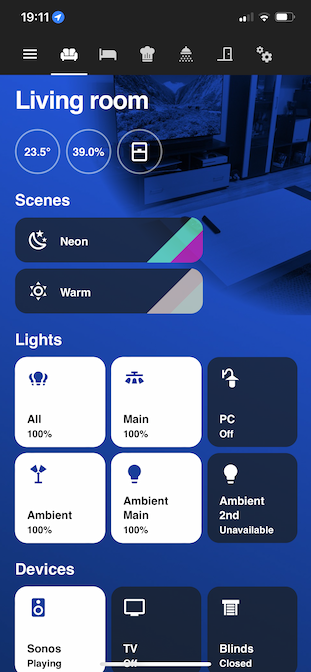 19:11
Living room
23.5°
39.0%
Scenes
Neon
Warm
Lights
All
100%
Main
100%
PC
Off
Ambient
100%
Ambient
Main
100%
Ambient
2nd
Unavailable
Devices
Sonos
Playing
TV
Off
Blinds
Closed